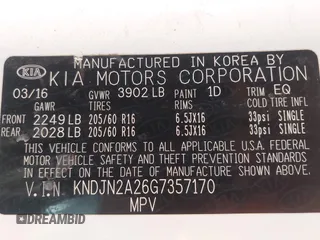 MANUFACTURED IN KOREA BY
KIA KIA MOTORS CORPORATION
03/16 GVWR 3902 LB PAINT 1D TRIM EQ
GAWR TIRES RIMS COLD TIRE INFL
FRONT 2249 LB 205/60 R16 6.5JX16 33psi SINGLE
REAR 2028 LB 205/60 R16 6.5JX16 33psi SINGLE
THIS VEHICLE CONFORMS TO ALL APPLICABLE U.S.A. FEDERAL
MOTOR VEHICLE SAFETY, BUMPER, AND
THEFT PREVENTION STANDARDS IN EFFECT ON THE
DATE OF MANUFACTURE SHOWN ABOVE.
V.I.N. KNDJN2A26G7357170
MPV
DREAMBID